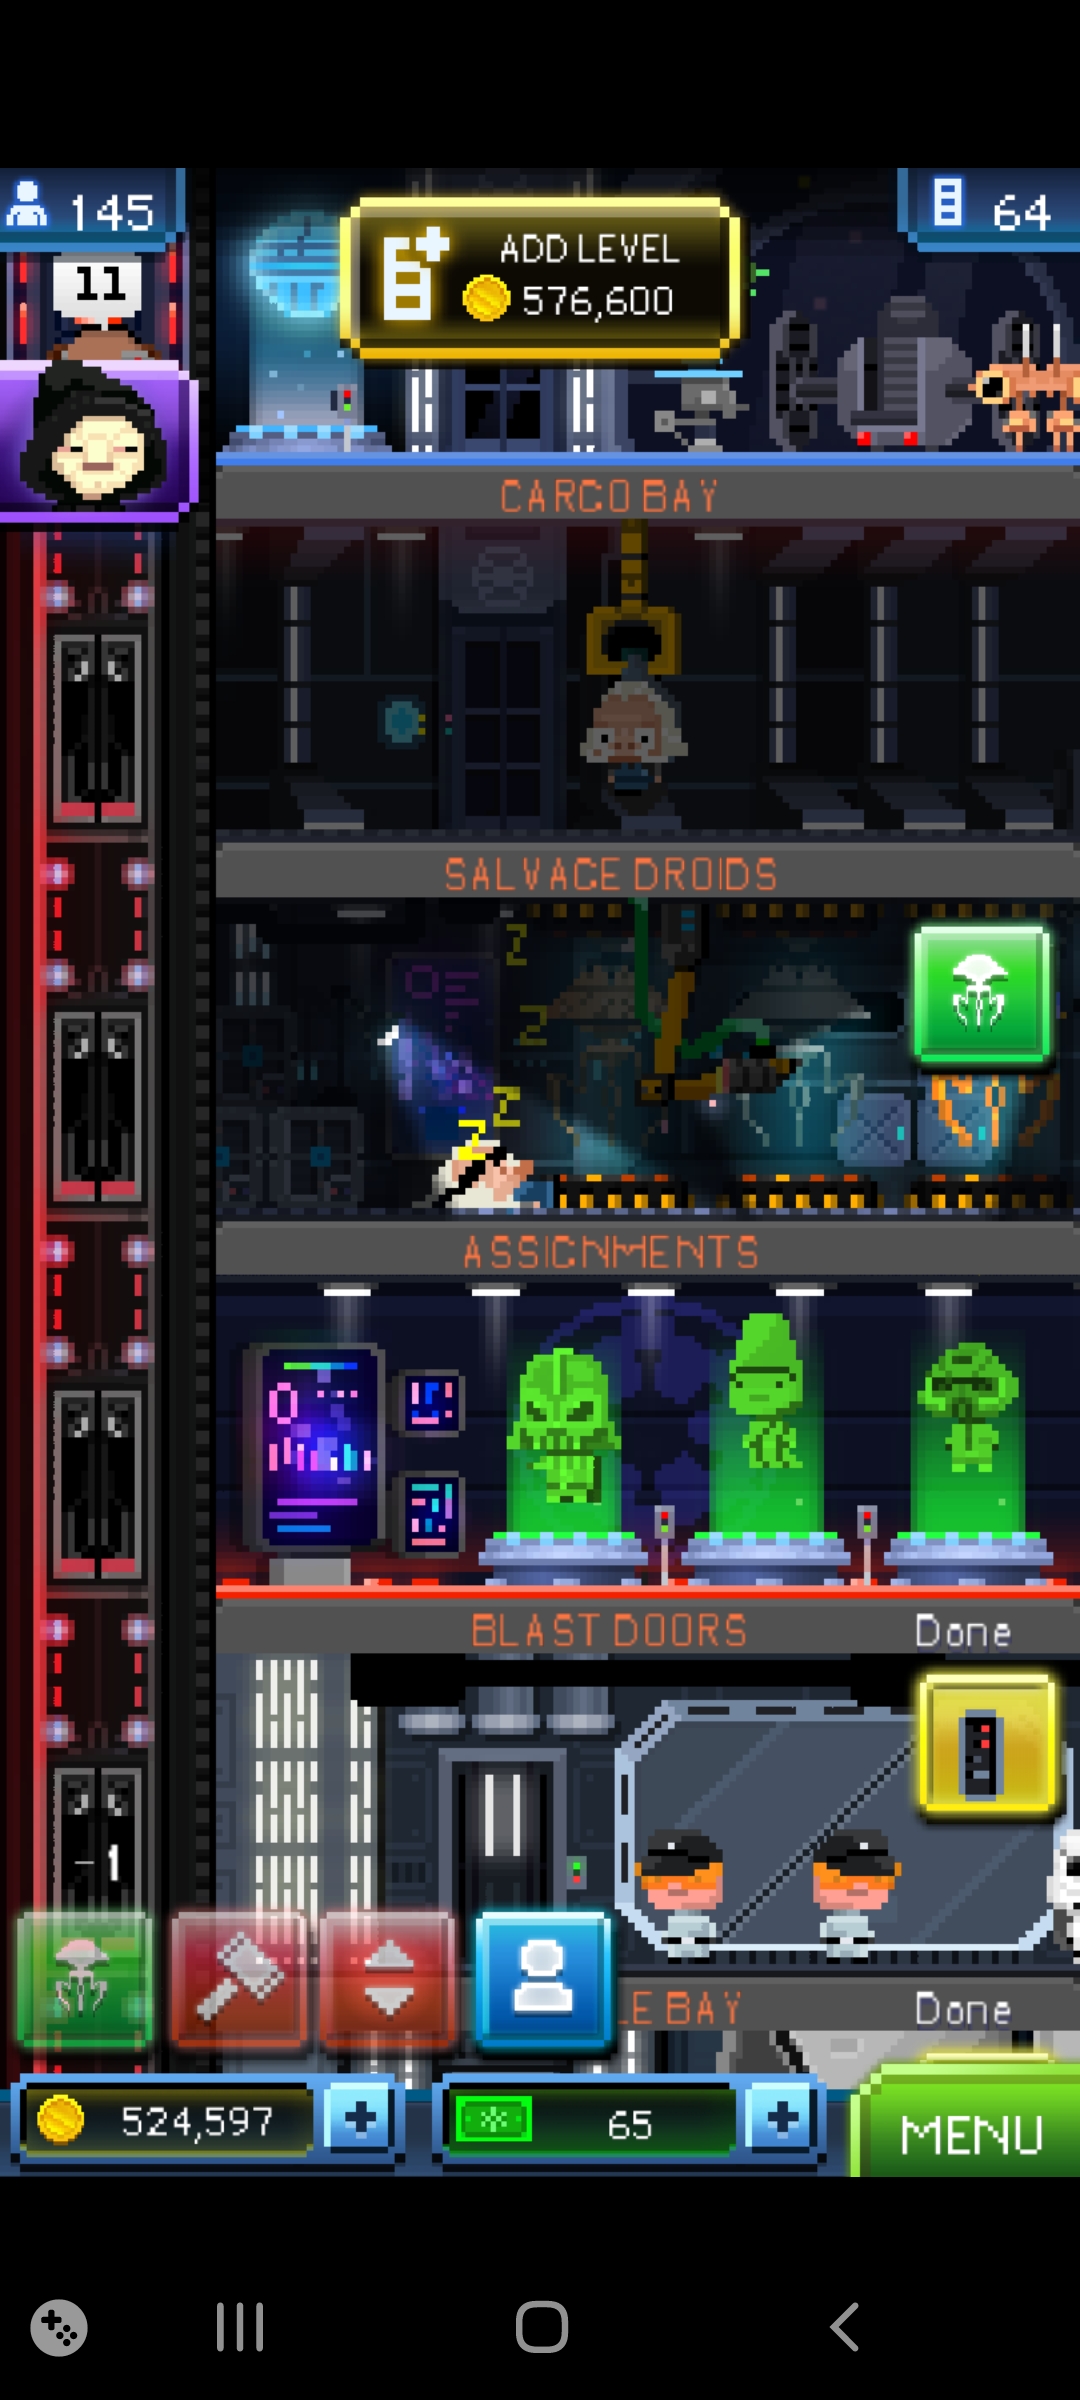 145
ADD LEVEL
576,600
64
11
CARGO BAY
SALVAGE DROIDS
Z
Z
Z
Z
ASSIGNMENTS
BLAST DOORS Done
-1
LE BAY Done
524,597
65
MENU